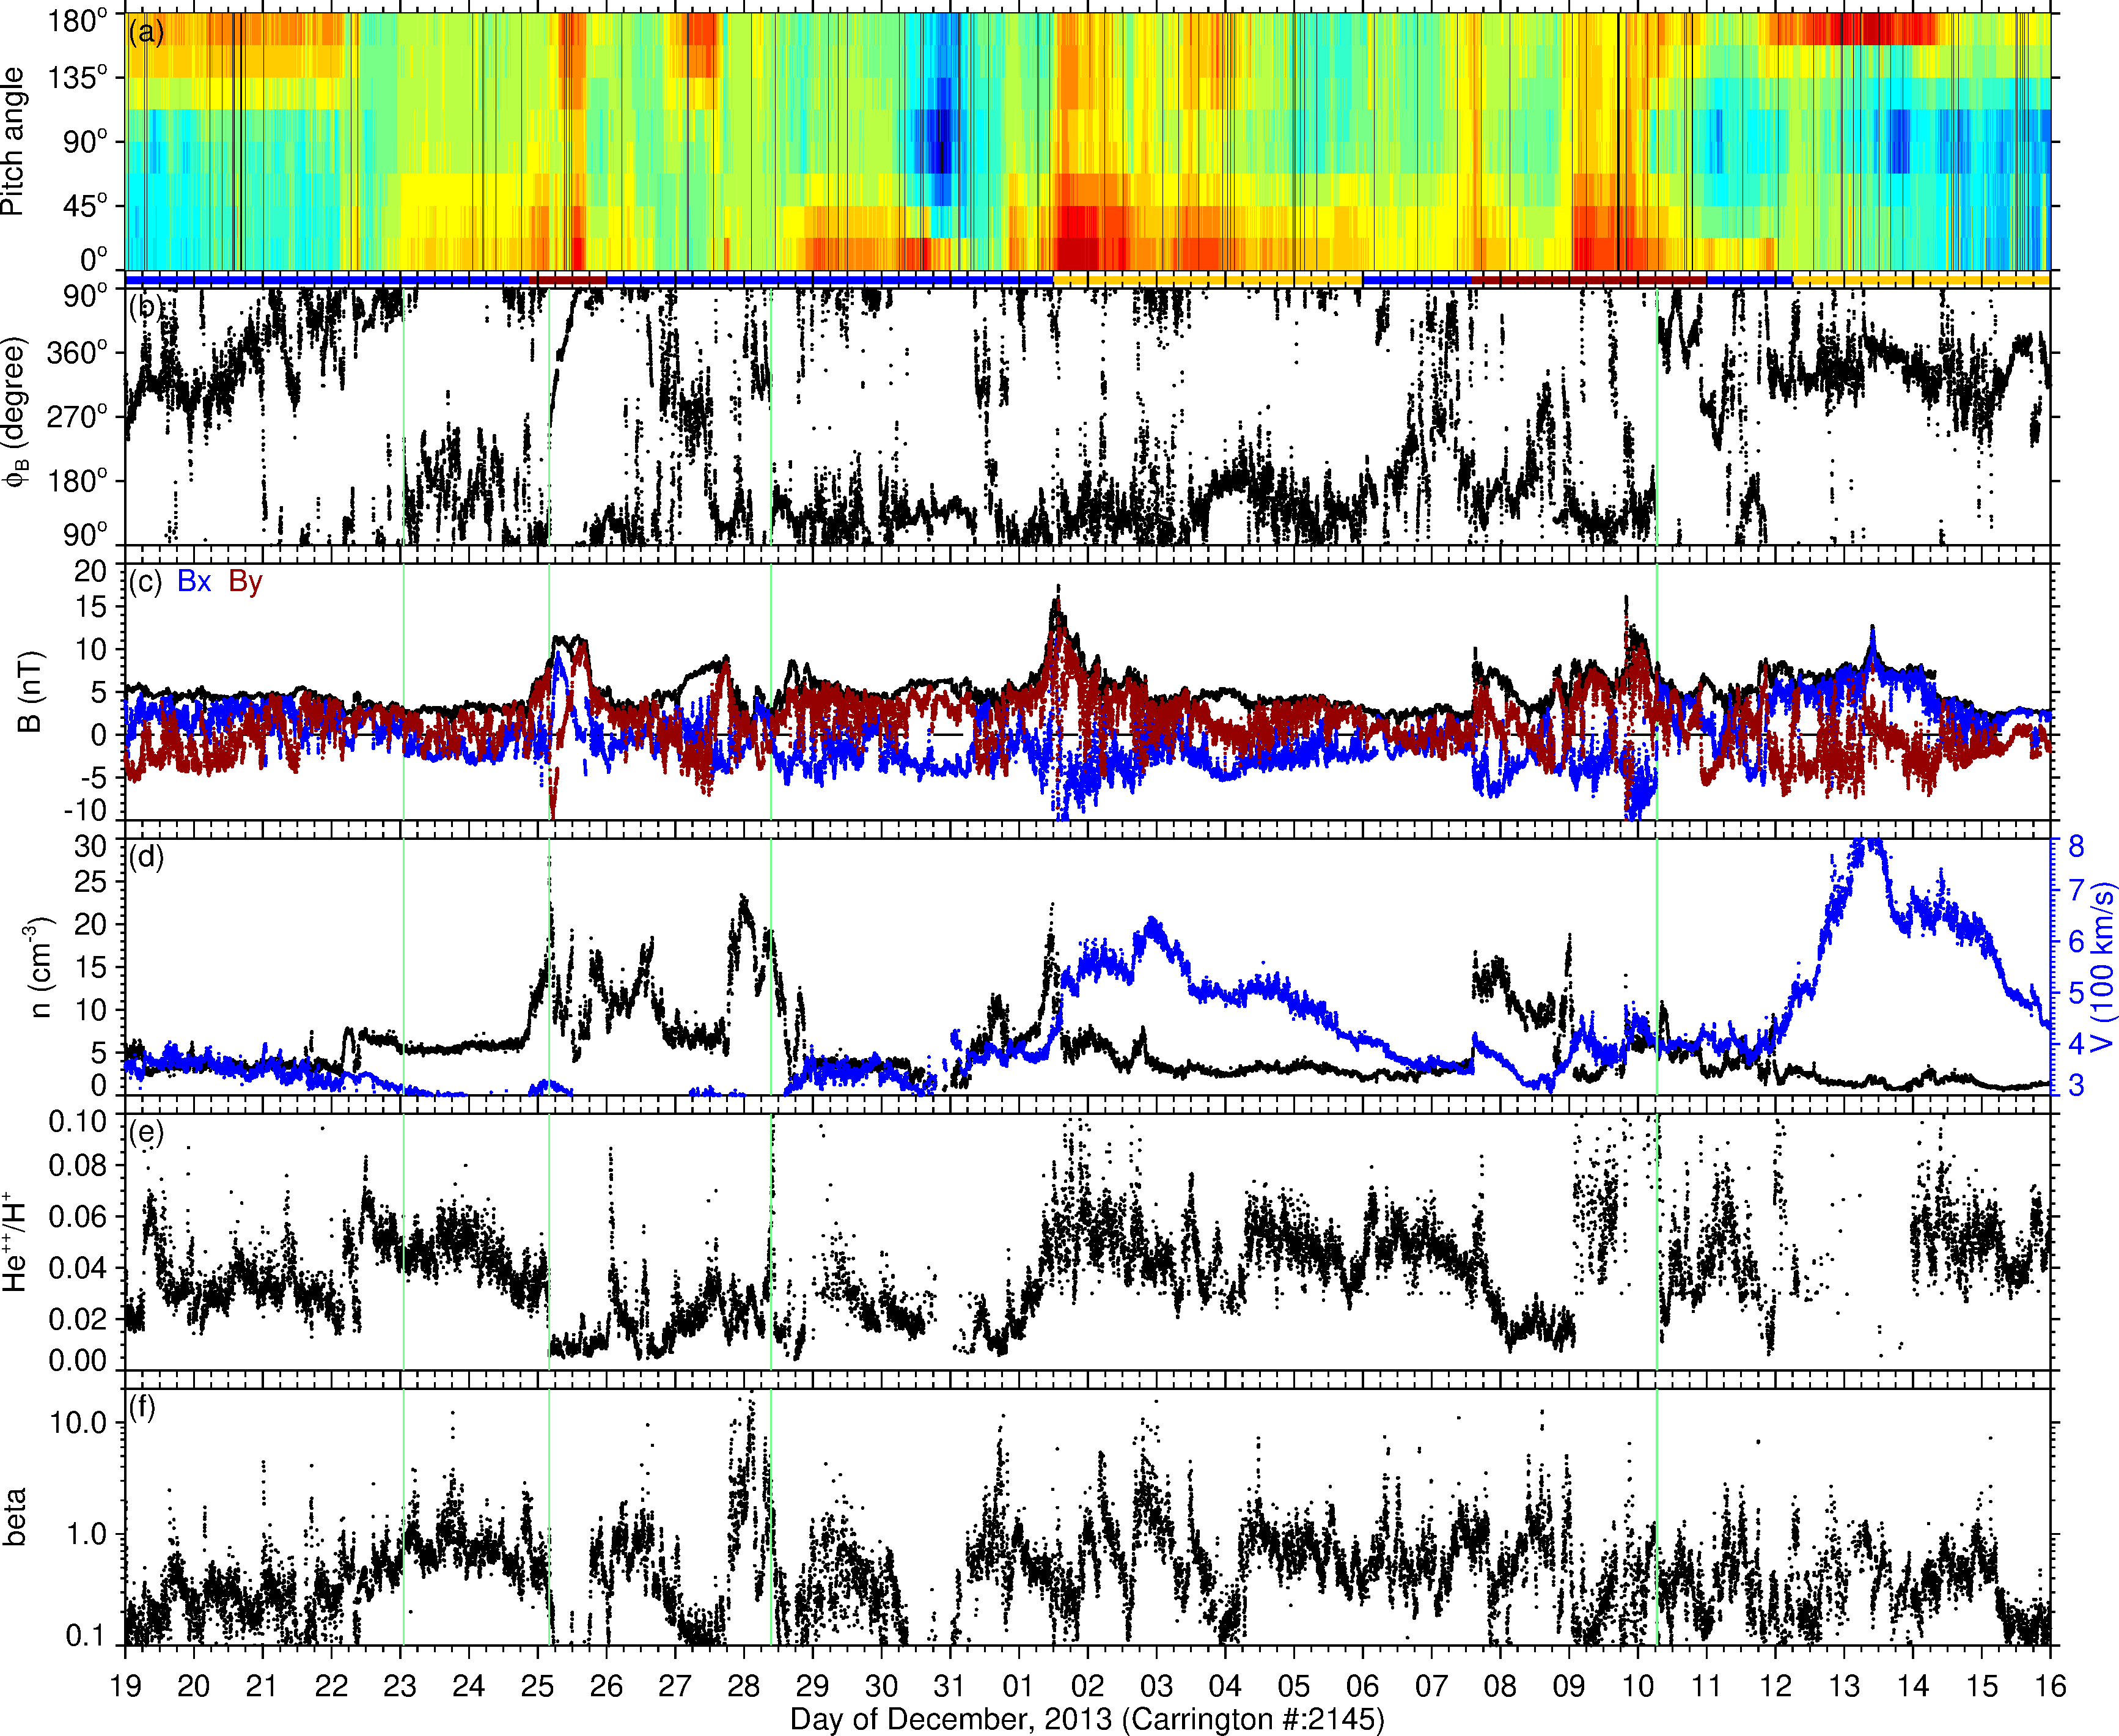 (a)
Pitch angle
180°
135°
90°
45°
0°
(b)
ϕB (degree)
90°
360°
270°
180°
90°
(c) Bx By
B (nT)
20
15
10
5
0
-5
-10
(d)
n (cm-3)
30
25
20
15
10
5
0
V (100 km/s)
8
7
6
5
4
3
(e)
He++/H+
0.10
0.08
0.06
0.04
0.02
0.00
(f)
beta
10.0
1.0
0.1
19 20 21 22 23 24 25 26 27 28 29 30 31 01 02 03 04 05 06 07 08 09 10 11 12 13 14 15 16
Day of December, 2013 (Carrington #:2145)